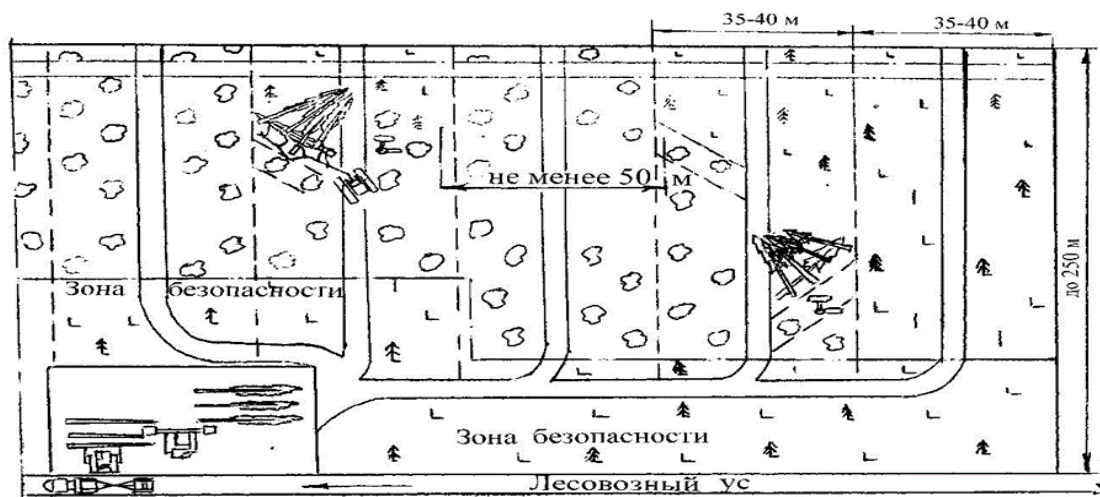 35-40 м
35-40 м
не менее 50 м
до 250 м
Зона безопасности
Зона безопасности
Лесовозный ус